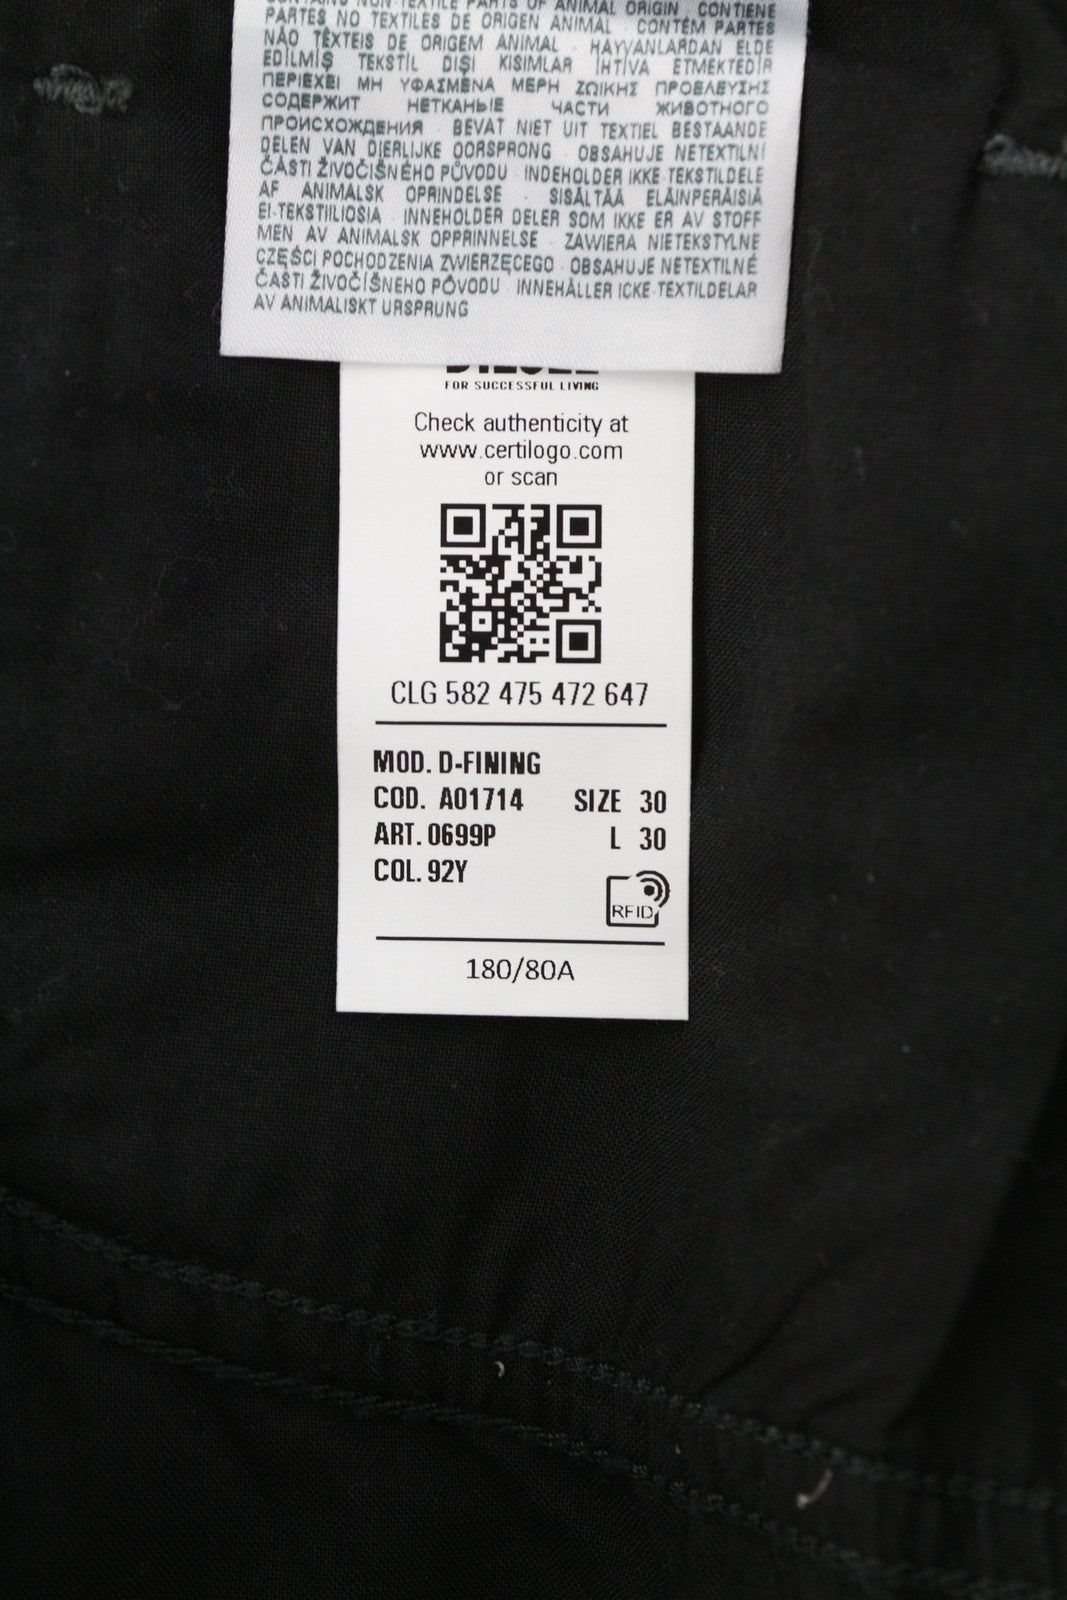 CONTAINS NON-TEXTILE PARTS OF ANIMAL ORIGIN CONTIENE
PARTES NO TEXTILES DE ORIGEN ANIMAL · CONTÉM PARTES
NÃO TÊXTEIS DE ORIGEM ANIMAL · HAYVANLARDAN ELDE
EDİLMİŞ TEKSTİL DIŞI KISIMLAR İHTİVA ETMEKTEDİR
ΠΕΡΙΕΧΕΙ ΜΗ ΥΦΑΣΜΕΝΑ ΜΕΡΗ ΖΩΙΚΗΣ ΠΡΟΕΛΕΥΣΗΣ
СОДЕРЖИТ НЕТКАНЫЕ ЧАСТИ ЖИВОТНОГО
ПРОИСХОЖДЕНИЯ · BEVAT NIET UIT TEXTIEL BESTAANDE
DELEN VAN DIERLIJKE OORSPRONG · OBSAHUJE NETEXTILNÍ
ČÁSTI ŽIVOČIŠNÉHO PŮVODU · INDEHOLDER IKKE-TEKSTILDELE
AF ANIMALSK OPRINDELSE · SISÄLTÄÄ ELÄINPERÄISIÄ
EI-TEKSTIILIOSIA · INNEHOLDER DELER SOM IKKE ER AV STOFF
MEN AV ANIMALSK OPPRINNELSE · ZAWIERA NIETEKSTYLNE
CZĘŚCI POCHODZENIA ZWIERZĘCEGO · OBSAHUJE NETEXTILNÉ
ČASTI ŽIVOČÍŠNEHO PÔVODU · INNEHÅLLER ICKE-TEXTILDELAR
AV ANIMALISKT URSPRUNG
DIESEL
FOR SUCCESSFUL LIVING
Check authenticity at
www.certilogo.com
or scan
CLG 582 475 472 647
MOD. D-FINING
COD. A01714 SIZE 30
ART. 0699P L 30
COL. 92Y
RFID
180/80A